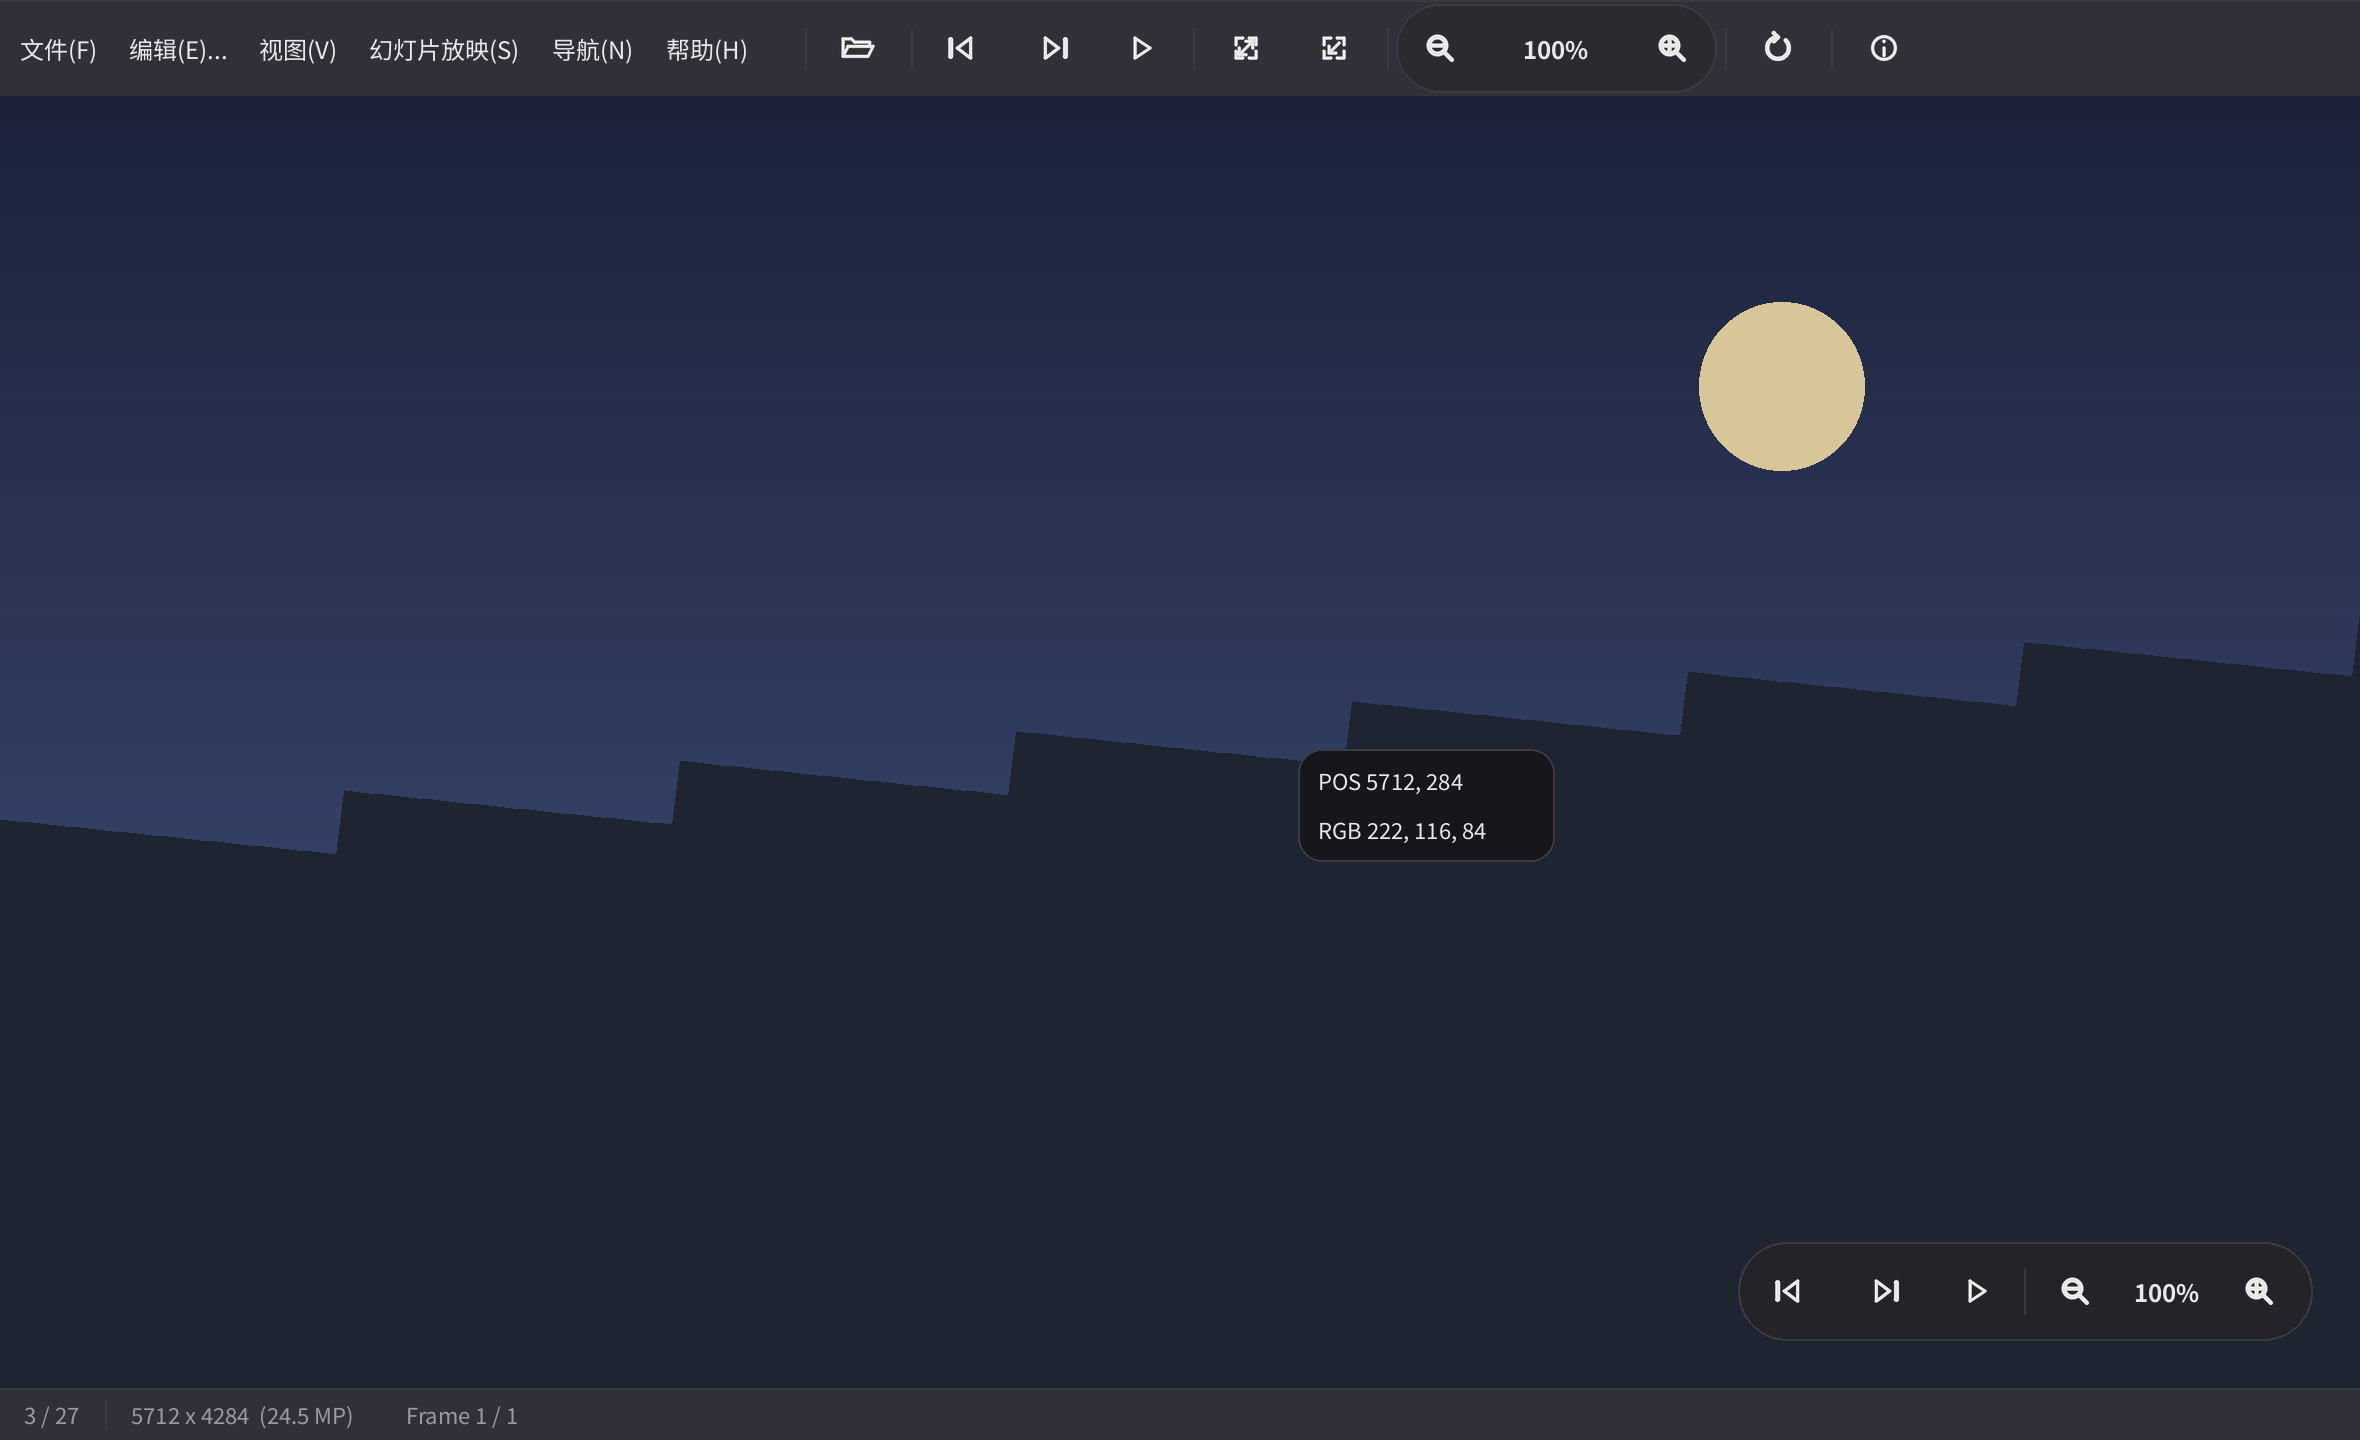 文件(F) 编辑(E)... 视图(V) 幻灯片放映(S) 导航(N) 帮助(H) 100%
POS 5712, 284
RGB 222, 116, 84
100%
3 / 27 5712 x 4284 (24.5 MP) Frame 1 / 1